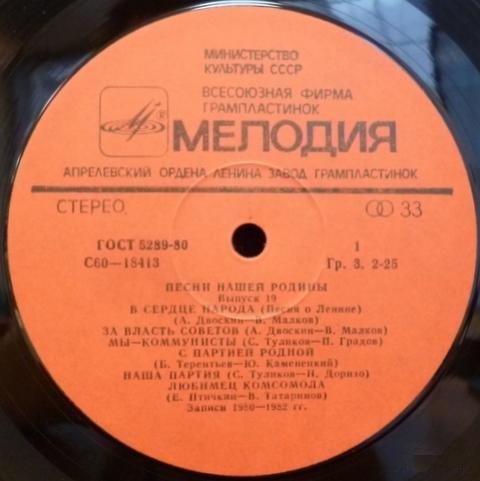 МИНИСТЕРСТВО
КУЛЬТУРЫ СССР
ВСЕСОЮЗНАЯ ФИРМА
ГРАМПЛАСТИНОК
МЕЛОДИЯ
АПРЕЛЕВСКИЙ ОРДЕНА ЛЕНИНА ЗАВОД ГРАМПЛАСТИНОК
СТЕРЕО 33
ГОСТ 5289-80 1
С60—18413 Гр. 3. 2-25
ПЕСНИ НАШЕЙ РОДИНЫ
Выпуск 19
В СЕРДЦЕ НАРОДА (Песня о Ленине)
(А. Двоскин—В. Малков)
ЗА ВЛАСТЬ СОВЕТОВ (А. Двоскин—В. Малков)
МЫ—КОММУНИСТЫ (С. Туликов—П. Градов)
С ПАРТИЕЙ РОДНОЙ
(Б. Терентьев—Ю. Каменецкий)
НАША ПАРТИЯ (С. Туликов—Н. Доризо)
ЛЮБИМЕЦ КОМСОМОЛА
(Е. Птичкин—В. Татаринов)
Записи 1980—1982 гг.